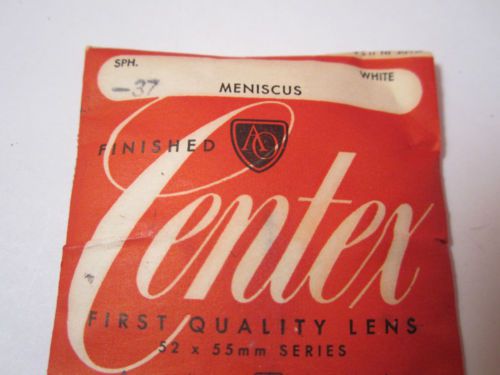 SPH.
-37
MENISCUS
WHITE
FINISHED
AO
Centex
FIRST QUALITY LENS
52 x 55mm SERIES